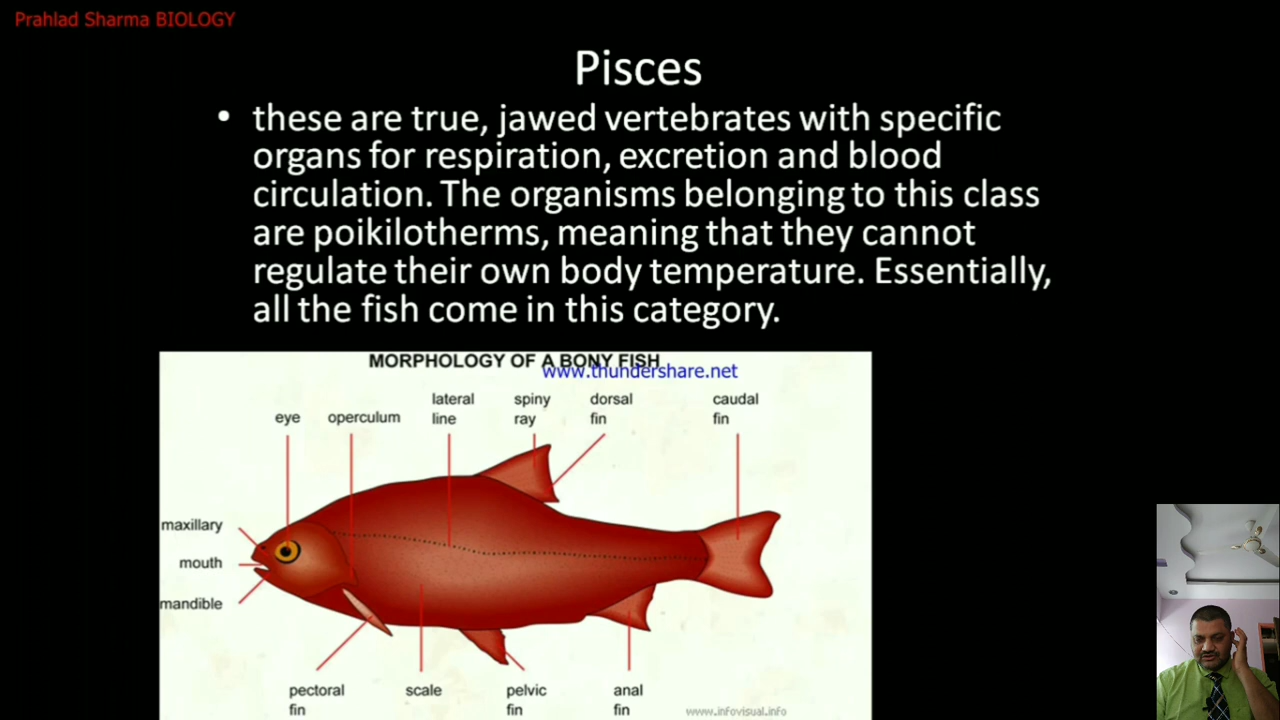 Prahlad Sharma BIOLOGY
Pisces
• these are true, jawed vertebrates with specific
organs for respiration, excretion and blood
circulation. The organisms belonging to this class
are poikilotherms, meaning that they cannot
regulate their own body temperature. Essentially,
all the fish come in this category.
MORPHOLOGY OF A BONY FISH
www.thundershare.net
eye
operculum
lateral
line
spiny
ray
dorsal
fin
caudal
fin
maxillary
mouth
mandible
pectoral
fin
scale
pelvic
fin
anal
fin
www.infovisual.info